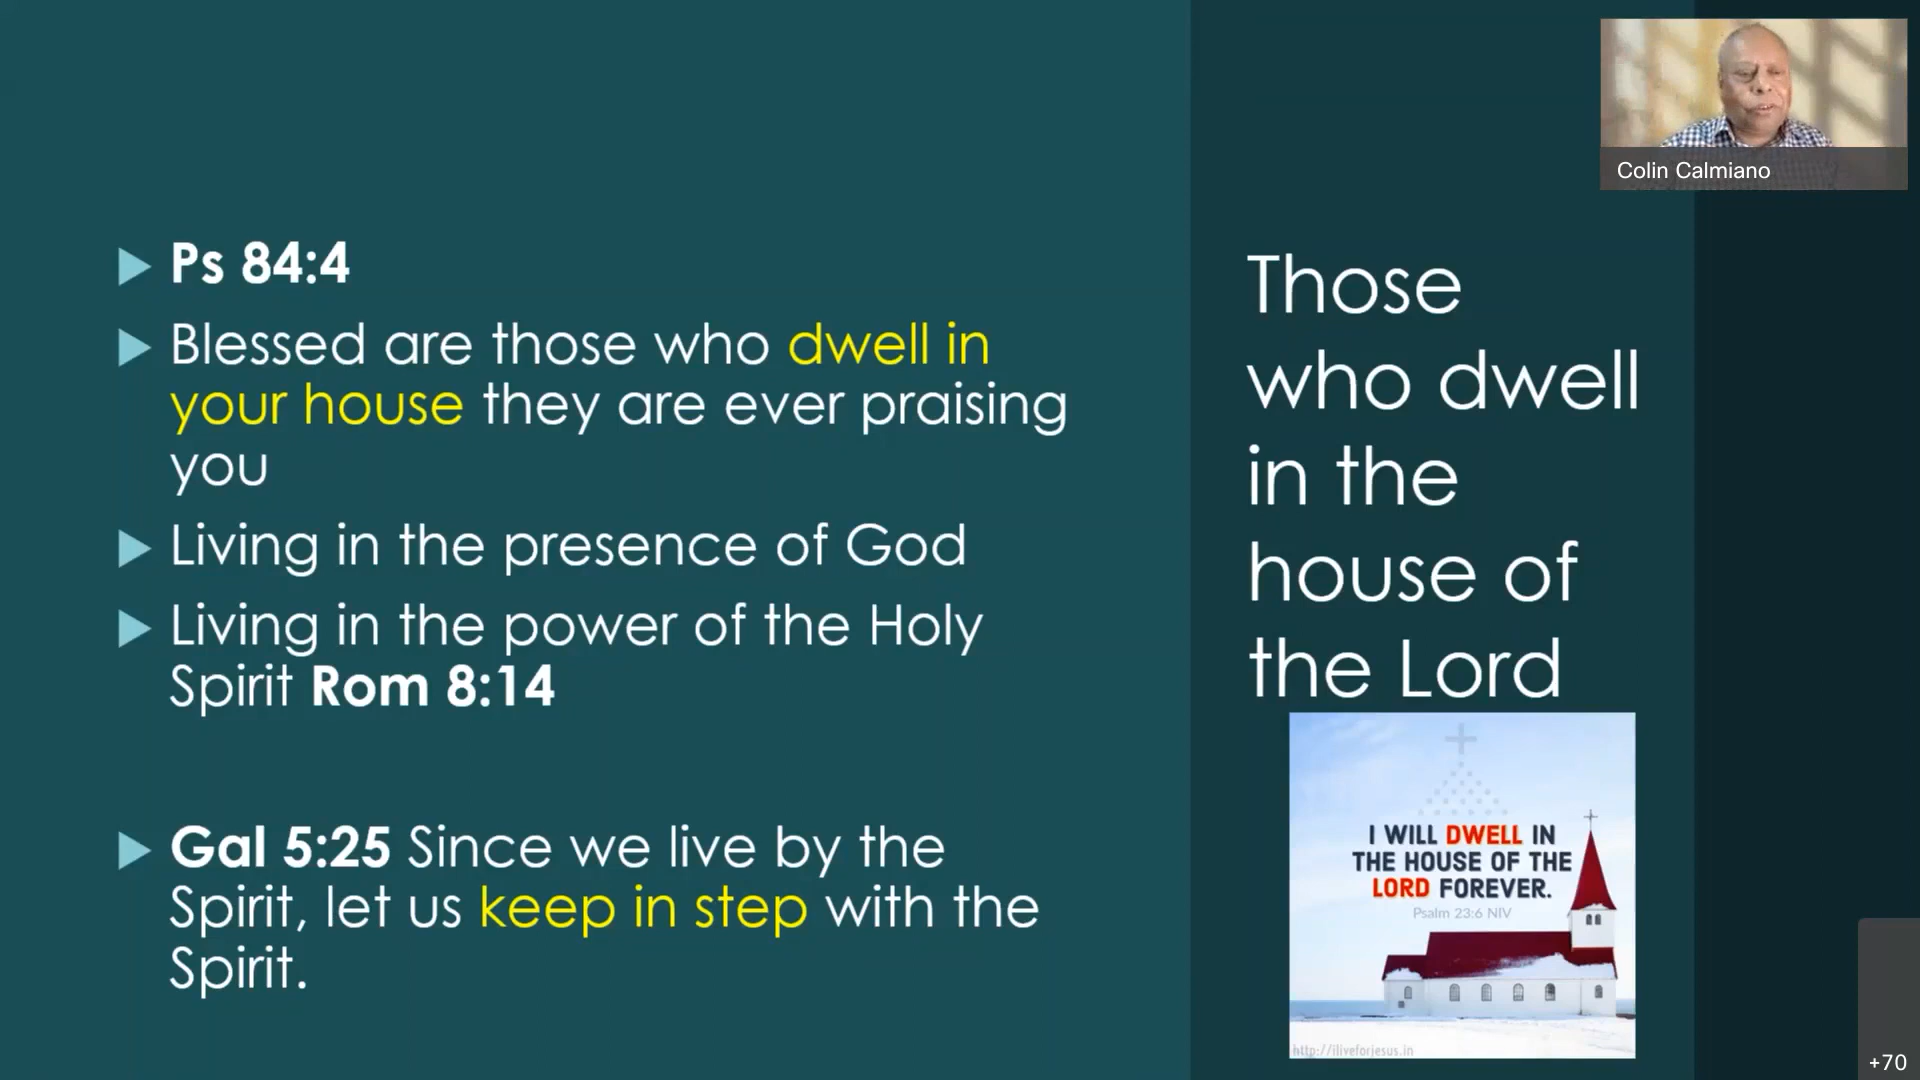 Ps 84:4
Blessed are those who dwell in
your house they are ever praising
you
Living in the presence of God
Living in the power of the Holy
Spirit Rom 8:14
Gal 5:25 Since we live by the
Spirit, let us keep in step with the
Spirit.
Those
who dwell
in the
house of
the Lord
I WILL DWELL IN
THE HOUSE OF THE
LORD FOREVER.
Psalm 23:6 NIV
http://iliveforjesus.in
Colin Calmiano
+70